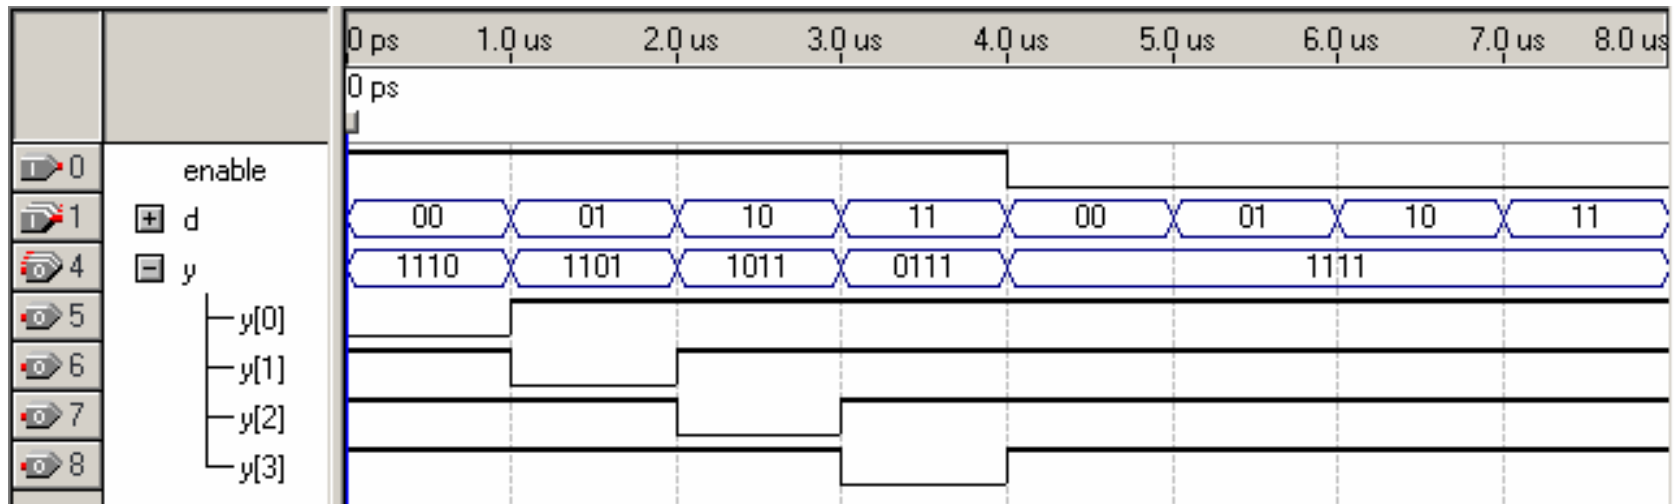 0 ps 1.0 us 2.0 us 3.0 us 4.0 us 5.0 us 6.0 us 7.0 us 8.0 us
0 ps
0 enable
1 d 00 01 10 11 00 01 10 11
4 y 1110 1101 1011 0111 1111
5 y[0]
6 y[1]
7 y[2]
8 y[3]